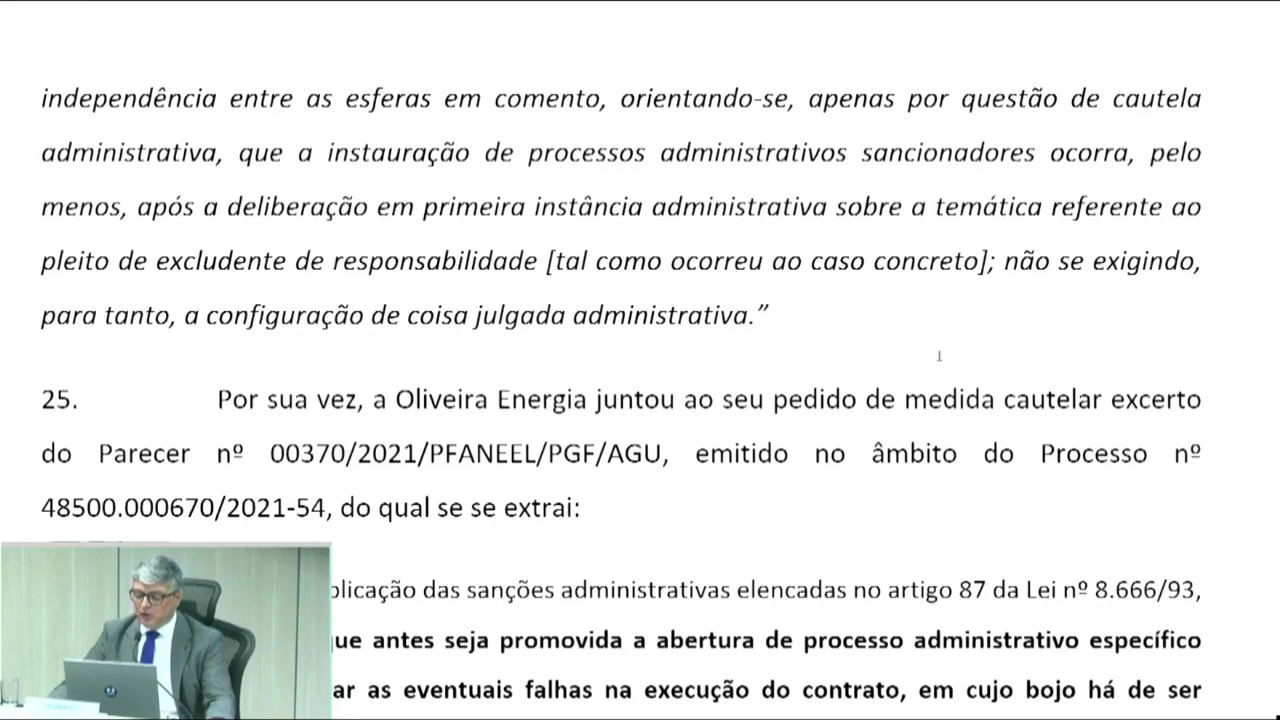 independência entre as esferas em comento, orientando-se, apenas por questão de cautela
administrativa, que a instauração de processos administrativos sancionadores ocorra, pelo
menos, após a deliberação em primeira instância administrativa sobre a temática referente ao
pleito de excludente de responsabilidade [tal como ocorreu ao caso concreto]; não se exigindo,
para tanto, a configuração de coisa julgada administrativa.”
25. Por sua vez, a Oliveira Energia juntou ao seu pedido de medida cautelar excerto
do Parecer nº 00370/2021/PFANEEL/PGF/AGU, emitido no âmbito do Processo nº
48500.000670/2021-54, do qual se se extrai:
plicação das sanções administrativas elencadas no artigo 87 da Lei nº 8.666/93,
ue antes seja promovida a abertura de processo administrativo específico
ar as eventuais falhas na execução do contrato, em cujo bojo há de ser